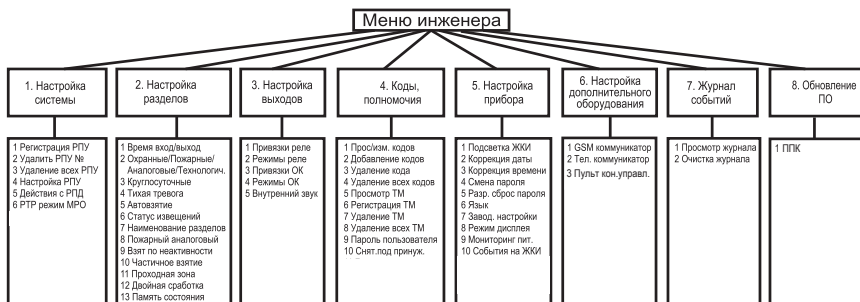 Меню инженера
1. Настройка
системы
2. Настройка
разделов
3. Настройка
выходов
4. Коды,
полномочия
5. Настройка
прибора
6. Настройка
дополнительного
оборудования
7. Журнал
событий
8. Обновление
ПО
1 Регистрация РПУ
2 Удалить РПУ №
3 Удаление всех РПУ
4 Настройка РПУ
5 Действия с РПД
6 РТР режим МРО
1 Время вход/выход
2 Охранные/Пожарные/
Аналоговые/Технологич.
3 Круглосуточные
4 Тихая тревога
5 Автовзятие
6 Статус извещений
7 Наименование разделов
8 Пожарный аналоговый
9 Взят по неактивности
10 Частичное взятие
11 Проходная зона
12 Двойная сработка
13 Память состояния
1 Привязки реле
2 Режимы реле
3 Привязки ОК
4 Режимы ОК
5 Внутренний звук
1 Прос/изм. кодов
2 Добавление кодов
3 Удаление кода
4 Удаление всех кодов
5 Просмотр ТМ
6 Регистрация ТМ
7 Удаление ТМ
8 Удаление всех ТМ
9 Пароль пользователя
10 Снят.под принуж.
1 Подсветка ЖКИ
2 Коррекция даты
3 Коррекция времени
4 Смена пароля
5 Разр. сброс пароля
6 Язык
7 Завод. настройки
8 Режим дисплея
9 Мониторинг пит.
10 События на ЖКИ
1 GSM коммуникатор
2 Тел. коммуникатор
3 Пульт кон.управл.
1 Просмотр журнала
2 Очистка журнала
1 ППК